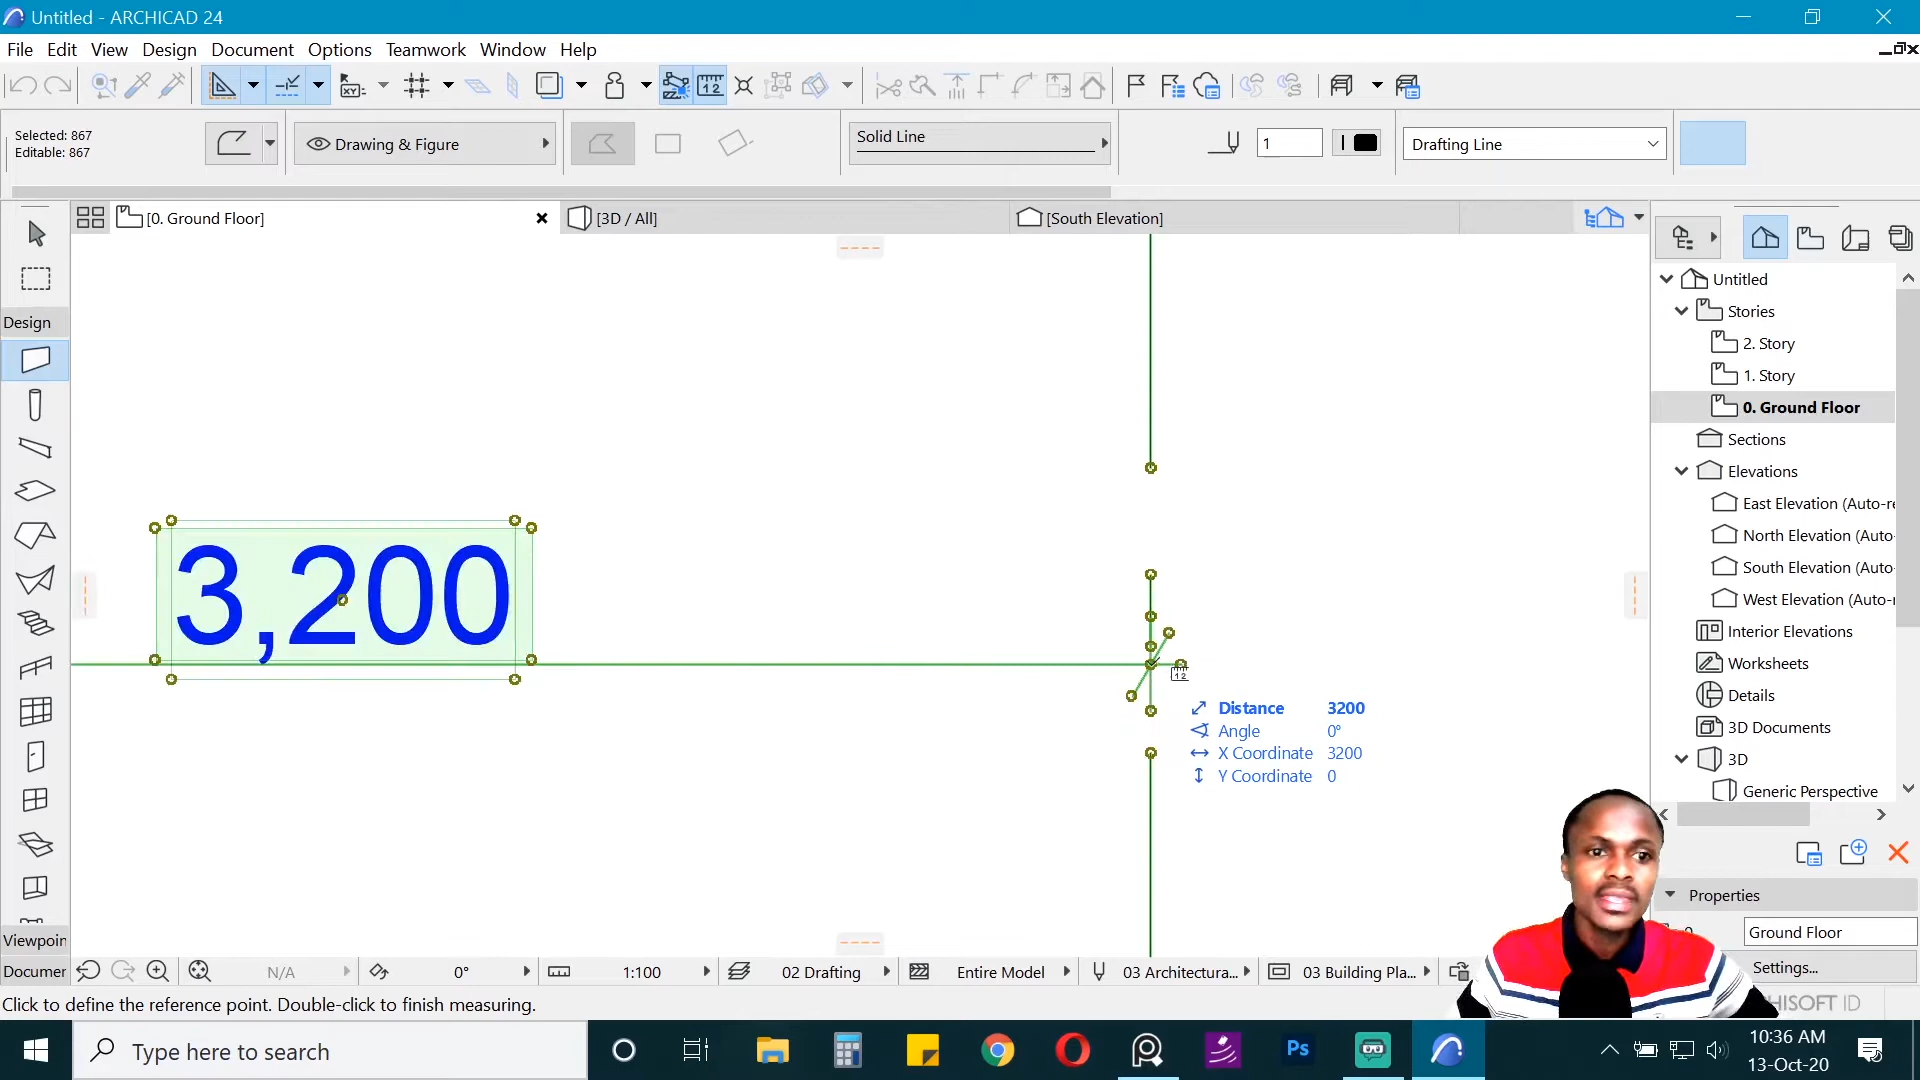 Untitled - ARCHICAD 24
File Edit View Design Document Options Teamwork Window Help
Selected: 867
Editable: 867
Drawing & Figure
Solid Line
1
Drafting Line
[0. Ground Floor]
[3D / All]
[South Elevation]
Design
Viewpoin
Documer
3,200
12
Distance 3200
Angle 0°
X Coordinate 3200
Y Coordinate 0
Untitled
Stories
2. Story
1. Story
0. Ground Floor
Sections
Elevations
East Elevation (Auto-re
North Elevation (Auto-
South Elevation (Auto-
West Elevation (Auto-r
Interior Elevations
Worksheets
Details
3D Documents
3D
Generic Perspective
Properties
Ground Floor
Settings...
N/A
0°
1:100
02 Drafting
Entire Model
03 Architectura...
03 Building Pla...
Click to define the reference point. Double-click to finish measuring.
HISOFT ID
Type here to search
Ps
10:36 AM
13-Oct-20